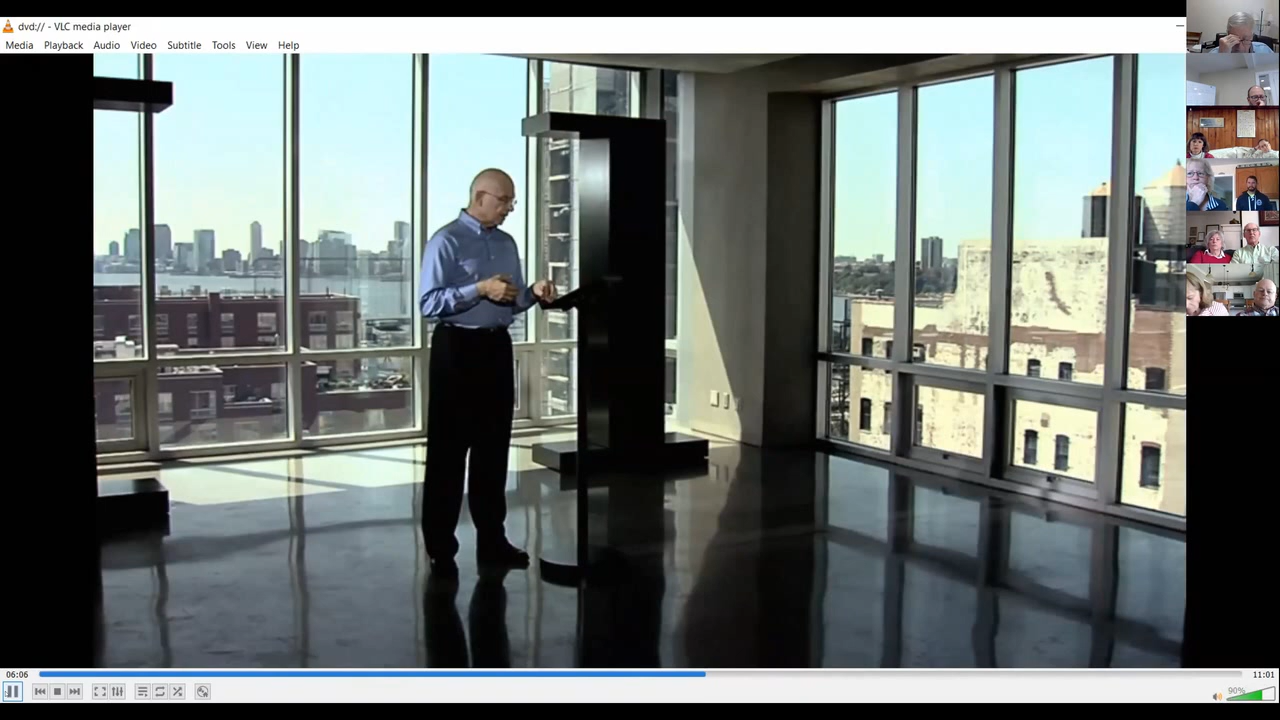 dvd:// - VLC media player
Media Playback Audio Video Subtitle Tools View Help
06:06
11:01
90%